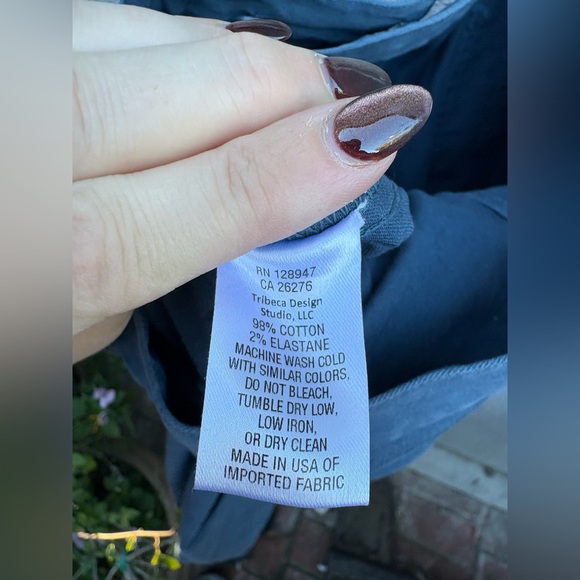 RN 128947
CA 26276
Tribeca Design
Studio, LLC
98% COTTON
2% ELASTANE
MACHINE WASH COLD
WITH SIMILAR COLORS,
DO NOT BLEACH,
TUMBLE DRY LOW,
LOW IRON,
OR DRY CLEAN
MADE IN USA OF
IMPORTED FABRIC